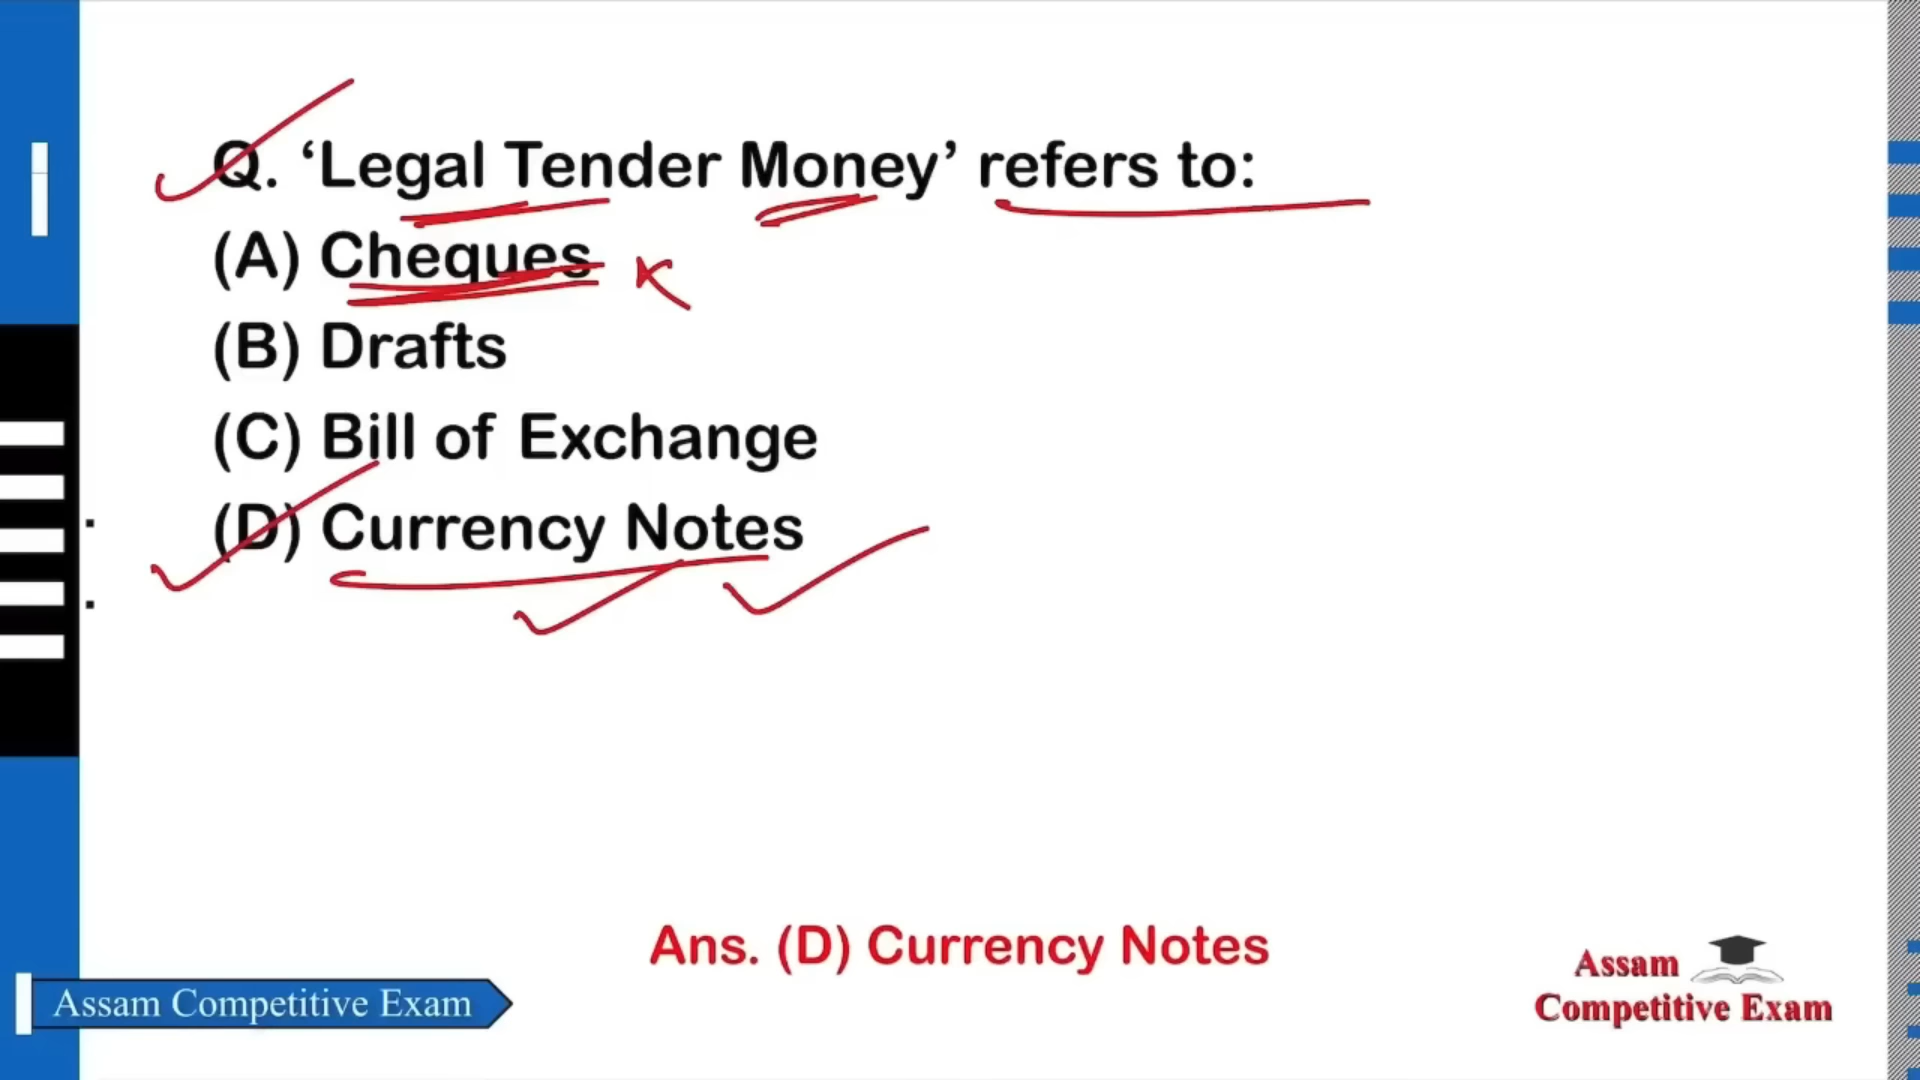 Q. ‘Legal Tender Money’ refers to:
(A) Cheques
(B) Drafts
(C) Bill of Exchange
(D) Currency Notes
Ans. (D) Currency Notes
Assam Competitive Exam
Assam
Competitive Exam